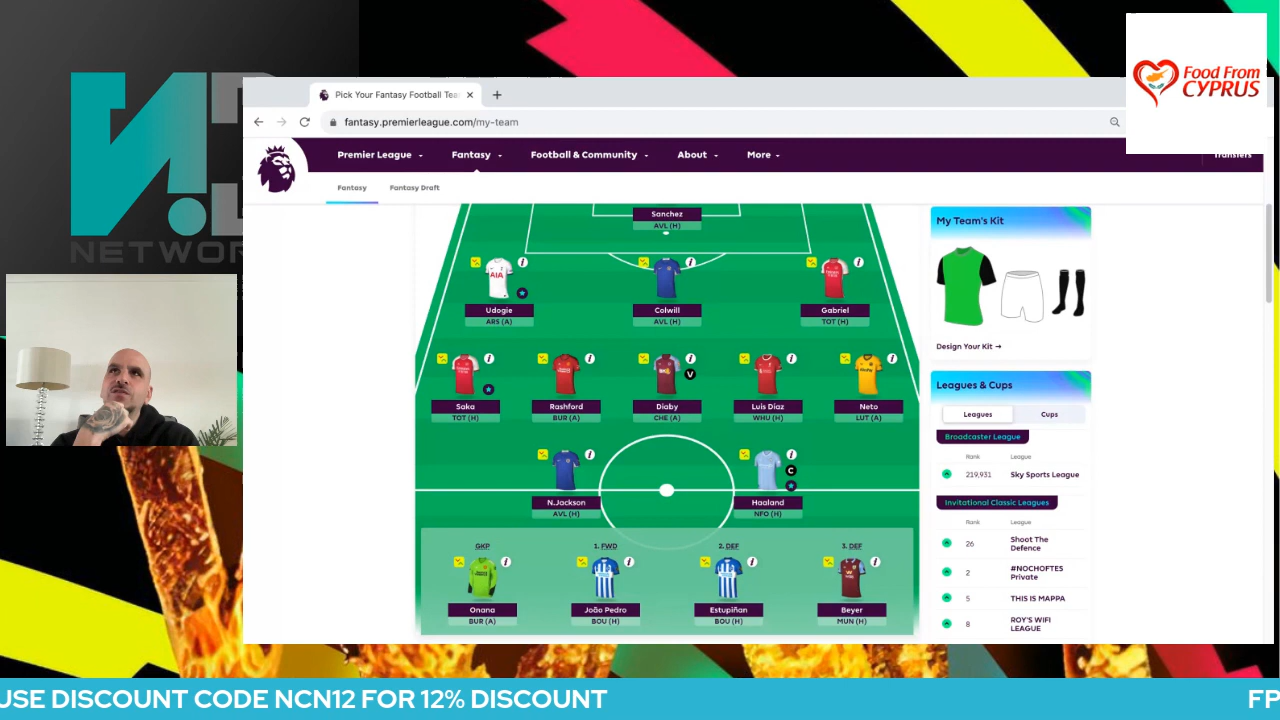 Food From
CYPRUS
NETWOR
Pick Your Fantasy Football Tea
fantasy.premierleague.com/my-team
Premier League
Fantasy
Football & Community
About
More
Transfers
Fantasy
Fantasy Draft
Sanchez
AVL (H)
Udogie
ARS (A)
Colwill
AVL (H)
Gabriel
TOT (H)
Saka
TOT (H)
Rashford
BUR (A)
V
Diaby
CHE (A)
Luis Díaz
WHU (H)
Neto
LUT (A)
N.Jackson
AVL (H)
C
Haaland
NFO (H)
GKP
Onana
BUR (A)
1. FWD
João Pedro
BOU (H)
2. DEF
Estupiñan
BOU (H)
3. DEF
Beyer
MUN (H)
My Team's Kit
Design Your Kit →
Leagues & Cups
Leagues
Cups
Broadcaster League
Rank League
219,931 Sky Sports League
Invitational Classic Leagues
Rank League
26 Shoot The
Defence
2 #NOCHOFTES
Private
5 THIS IS MAPPA
8 ROY'S WIFI
LEAGUE
USE DISCOUNT CODE NCN12 FOR 12% DISCOUNT
FP